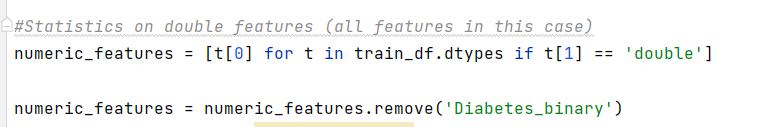 #Statistics on double features (all features in this case)
numeric_features = [t[0] for t in train_df.dtypes if t[1] == 'double']
numeric_features = numeric_features.remove('Diabetes_binary')